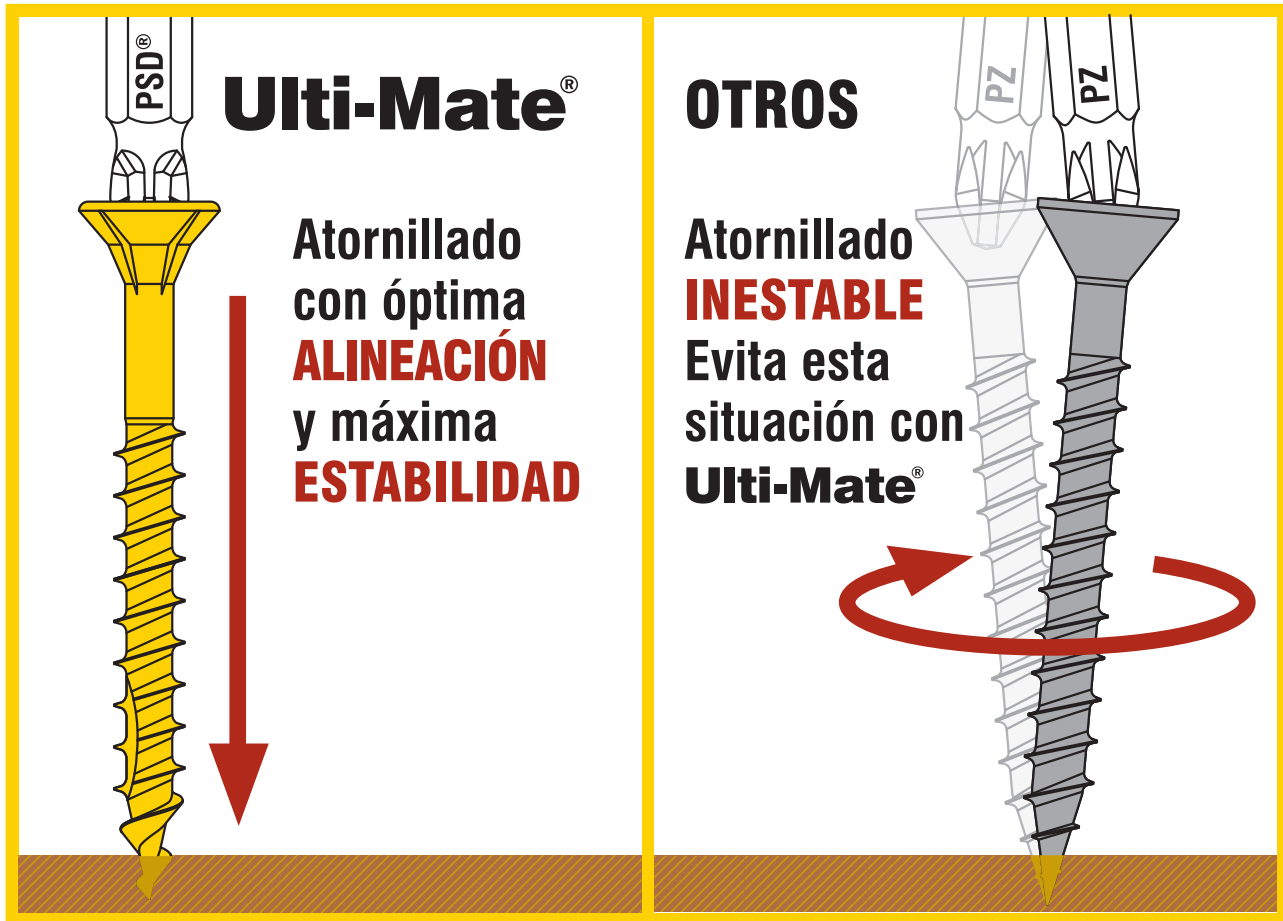 PSD®
Ulti-Mate®
Atornillado
con óptima
ALINEACIÓN
y máxima
ESTABILIDAD
PZ
PZ
OTROS
Atornillado
INESTABLE
Evita esta
situación con
Ulti-Mate®